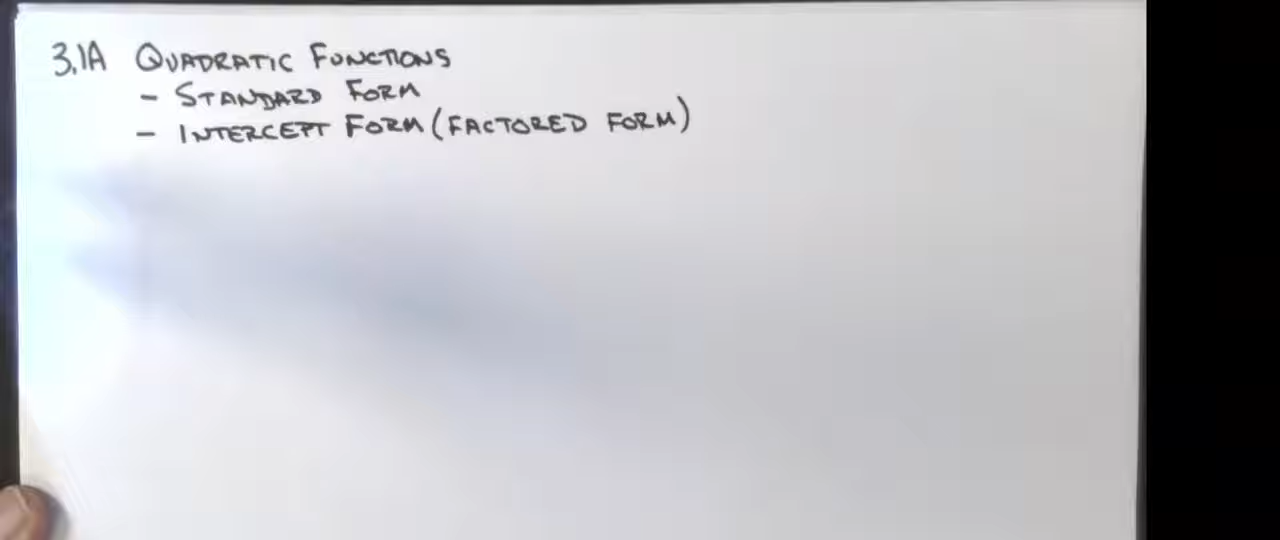 3.1A QUADRATIC FUNCTIONS
- STANDARD FORM
- INTERCEPT FORM (FACTORED FORM)